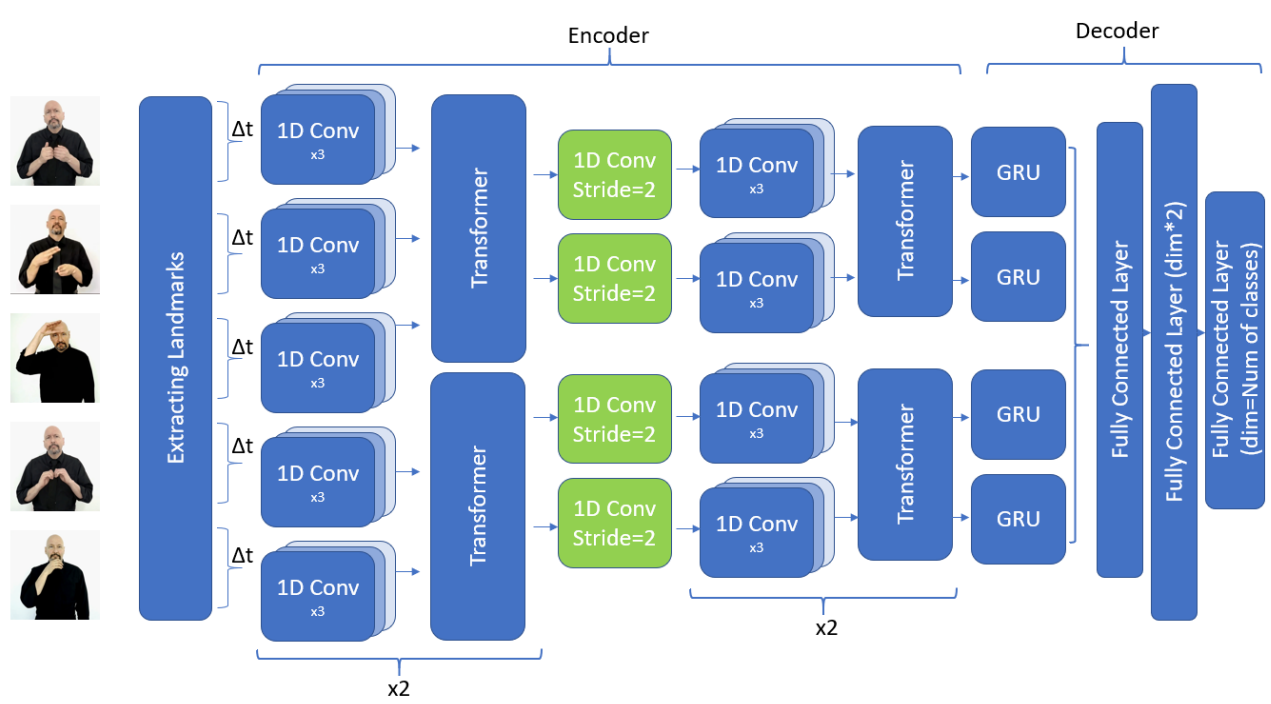 Encoder
Decoder
Extracting Landmarks
Δt
Δt
Δt
Δt
Δt
1D Conv
x3
1D Conv
x3
1D Conv
x3
1D Conv
x3
1D Conv
x3
x2
Transformer
Transformer
1D Conv
Stride=2
1D Conv
Stride=2
1D Conv
Stride=2
1D Conv
Stride=2
1D Conv
x3
1D Conv
x3
1D Conv
x3
1D Conv
x3
Transformer
Transformer
x2
GRU
GRU
GRU
GRU
Fully Connected Layer
Fully Connected Layer (dim*2)
Fully Connected Layer
(dim=Num of classes)